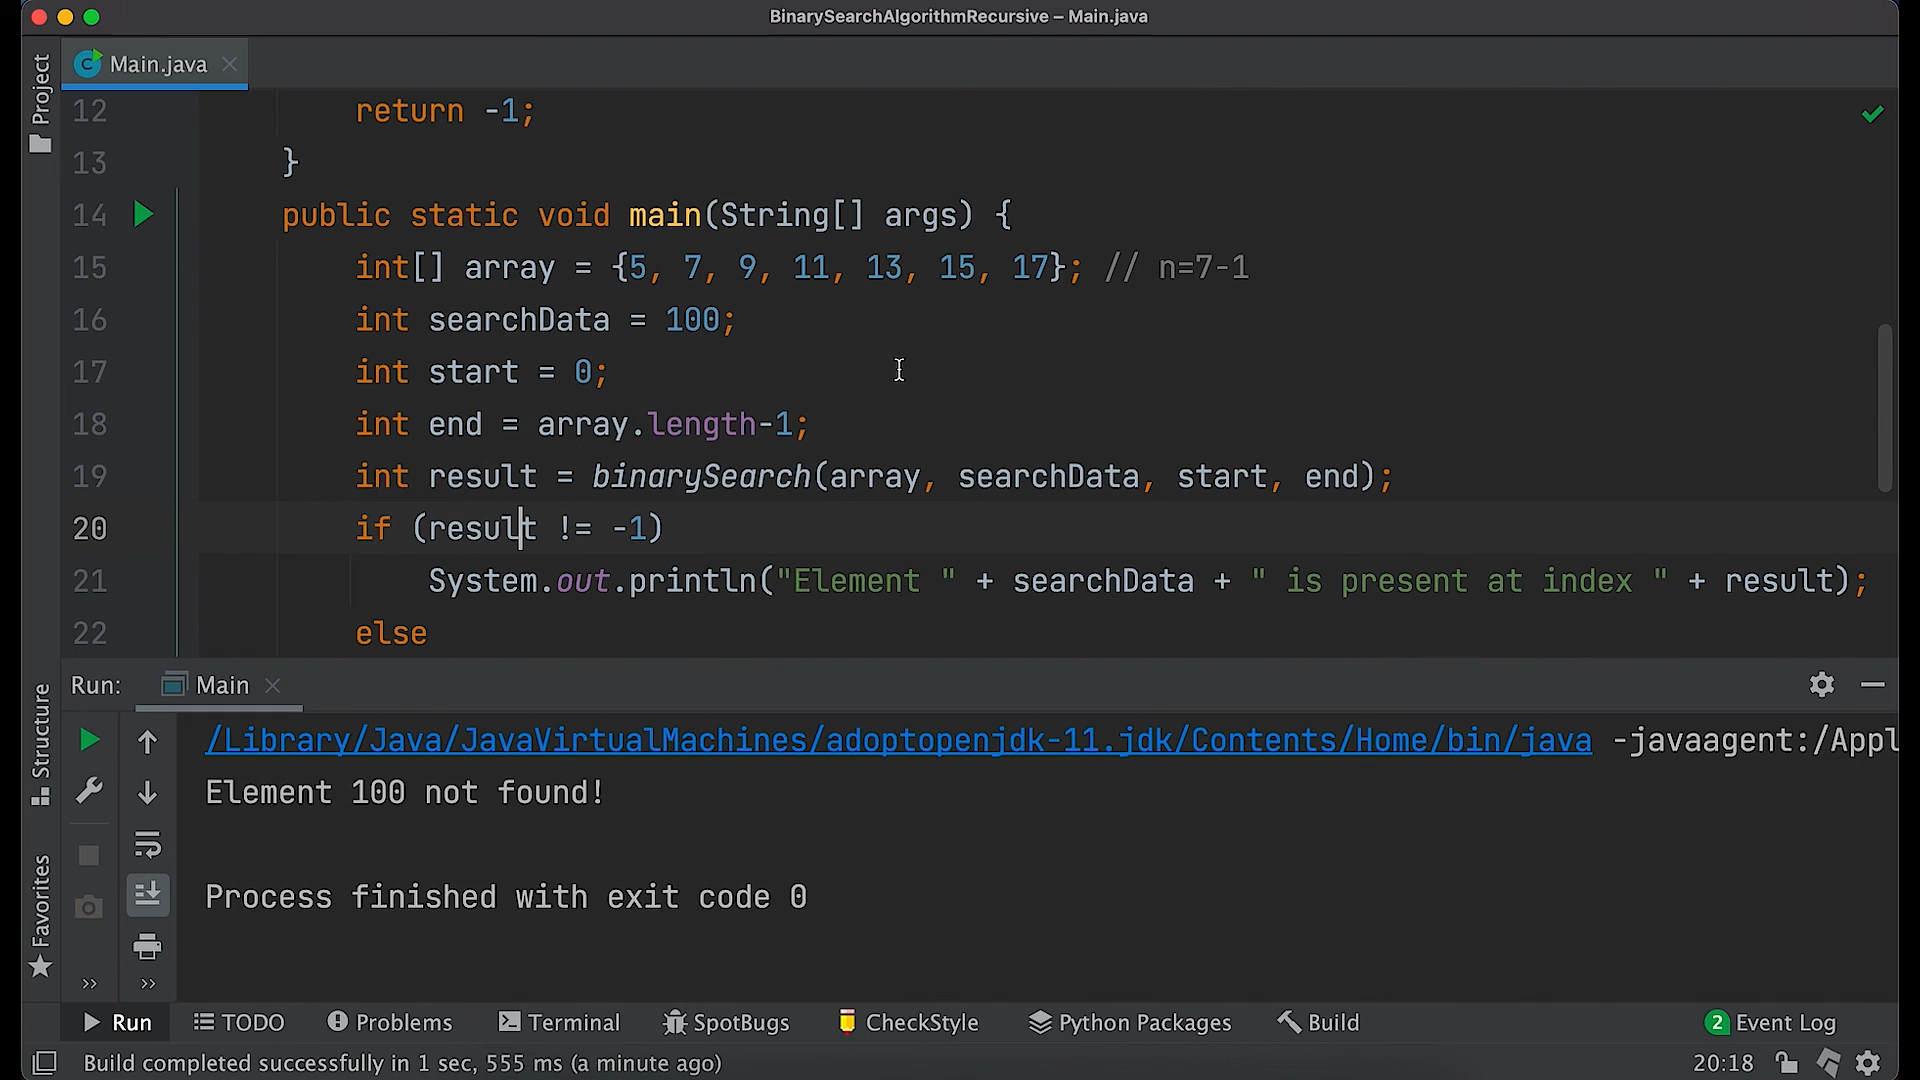 BinarySearchAlgorithmRecursive – Main.java
Project
Main.java
12 return -1;
13 }
14 public static void main(String[] args) {
15 int[] array = {5, 7, 9, 11, 13, 15, 17}; // n=7-1
16 int searchData = 100;
17 int start = 0;
18 int end = array.length-1;
19 int result = binarySearch(array, searchData, start, end);
20 if (result != -1)
21 System.out.println("Element " + searchData + " is present at index " + result);
22 else
Run: Main
Structure
Favorites
/Library/Java/JavaVirtualMachines/adoptopenjdk-11.jdk/Contents/Home/bin/java -javaagent:/Appl
Element 100 not found!
Process finished with exit code 0
Run TODO Problems Terminal SpotBugs CheckStyle Python Packages Build 2 Event Log
Build completed successfully in 1 sec, 555 ms (a minute ago) 20:18